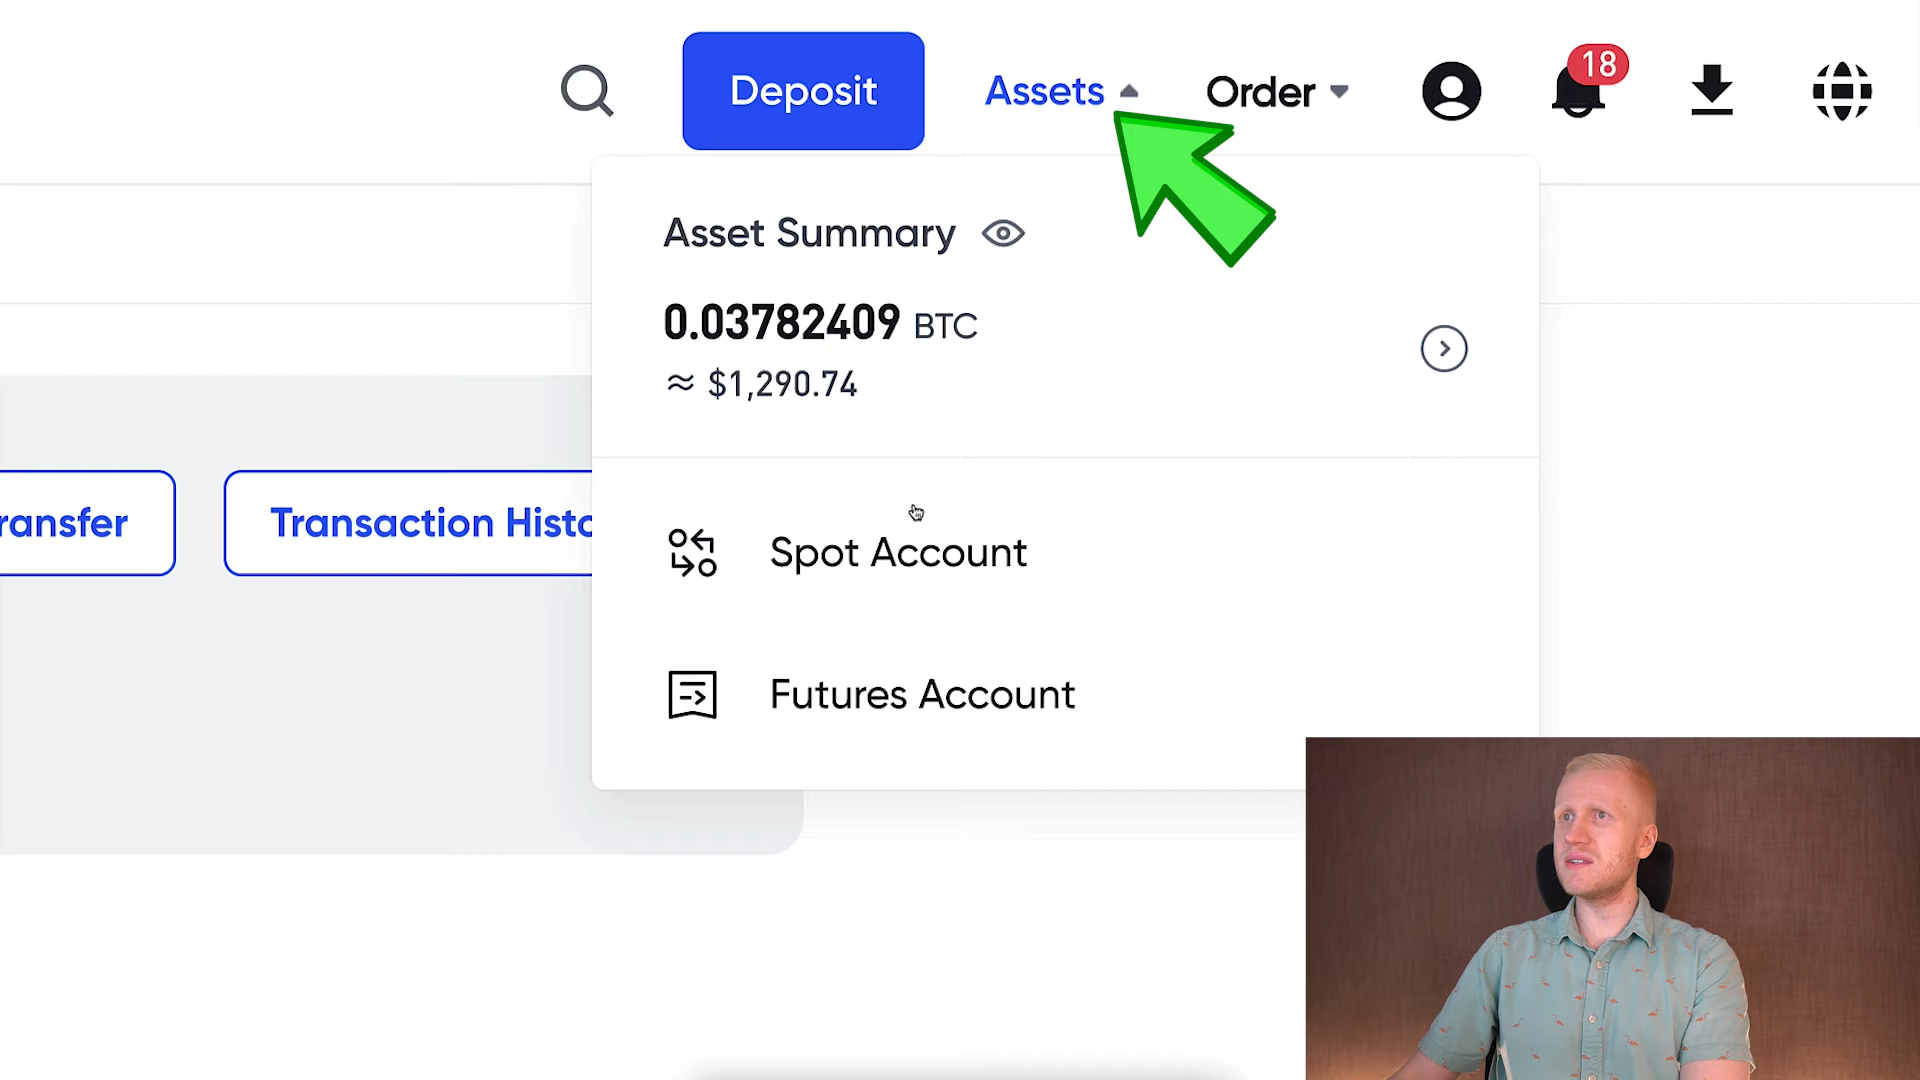 Deposit
Assets
Order
18
Asset Summary
0.03782409 BTC
≈ $1,290.74
ransfer
Transaction Histo
Spot Account
Futures Account